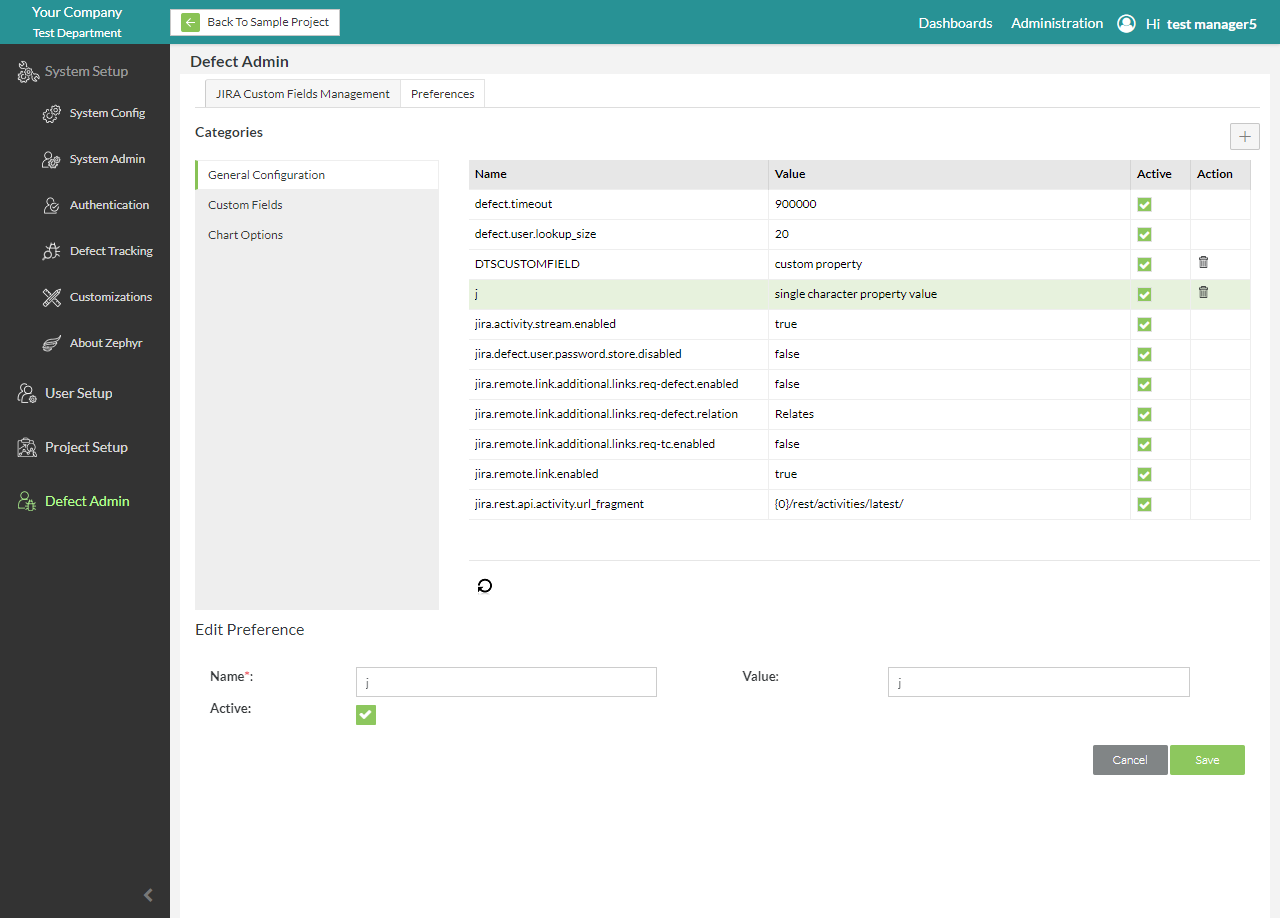 Your Company
Test Department
Back To Sample Project
Dashboards Administration Hi test manager5
System Setup
System Config
System Admin
Authentication
Defect Tracking
Customizations
About Zephyr
User Setup
Project Setup
Defect Admin
Defect Admin
JIRA Custom Fields Management Preferences
Categories
General Configuration
Custom Fields
Chart Options
Name Value Active Action
defect.timeout 900000
defect.user.lookup_size 20
DTSCUSTOMFIELD custom property
j single character property value
jira.activity.stream.enabled true
jira.defect.user.password.store.disabled false
jira.remote.link.additional.links.req-defect.enabled false
jira.remote.link.additional.links.req-defect.relation Relates
jira.remote.link.additional.links.req-tc.enabled false
jira.remote.link.enabled true
jira.rest.api.activity.url_fragment {0}/rest/activities/latest/
Edit Preference
Name*: j Value: j
Active:
Cancel Save